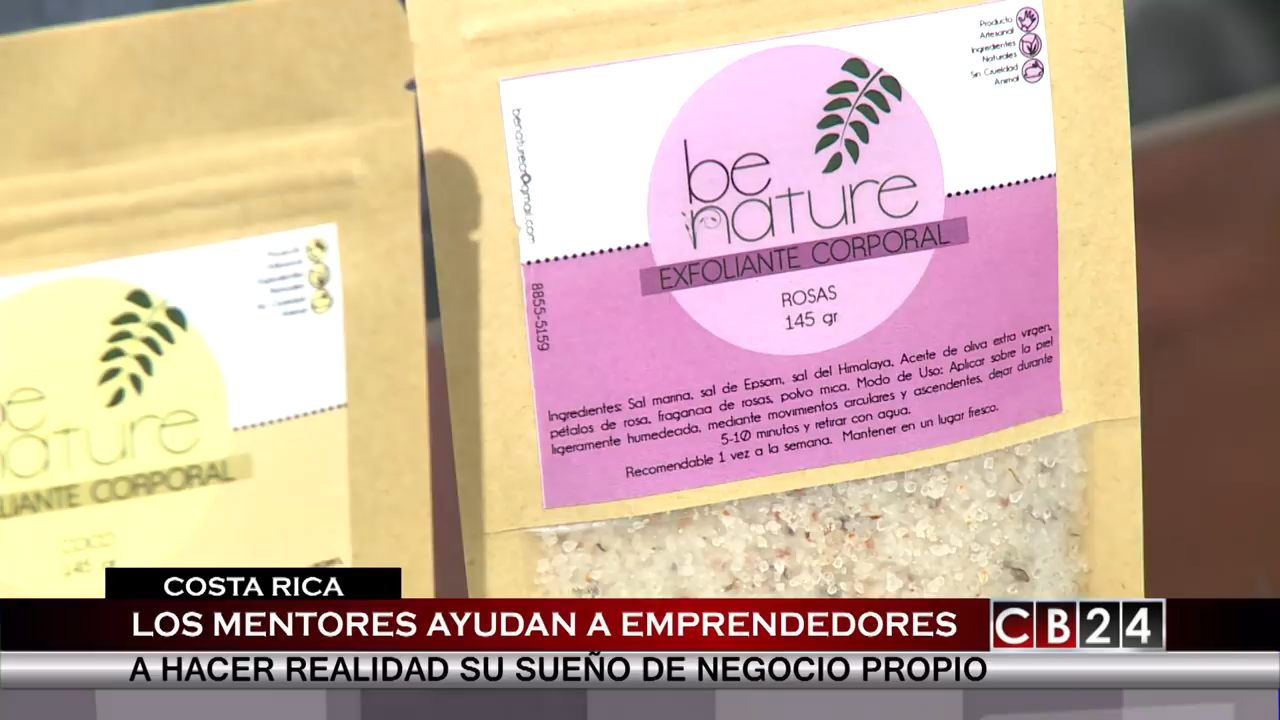 Producto
Artesanal
Ingredientes
Naturales
Sin Crueldad
Animal
be
nature
EXFOLIANTE CORPORAL
ROSAS
145 gr
8855-5159
Ingredientes: Sal marina, sal de Epsom, sal del Himalaya, Aceite de oliva extra virgen,
pétalos de rosa, fragancia de rosas, polvo mica. Modo de Uso: Aplicar sobre la piel
ligeramente humedecida, mediante movimientos circulares y ascendentes, dejar durante
5-10 minutos y retirar con agua.
Recomendable 1 vez a la semana. Mantener en un lugar fresco.
be
nature
LIANTE CORPORAL
COCO
145 gr
COSTA RICA
LOS MENTORES AYUDAN A EMPRENDEDORES
CB24
A HACER REALIDAD SU SUEÑO DE NEGOCIO PROPIO